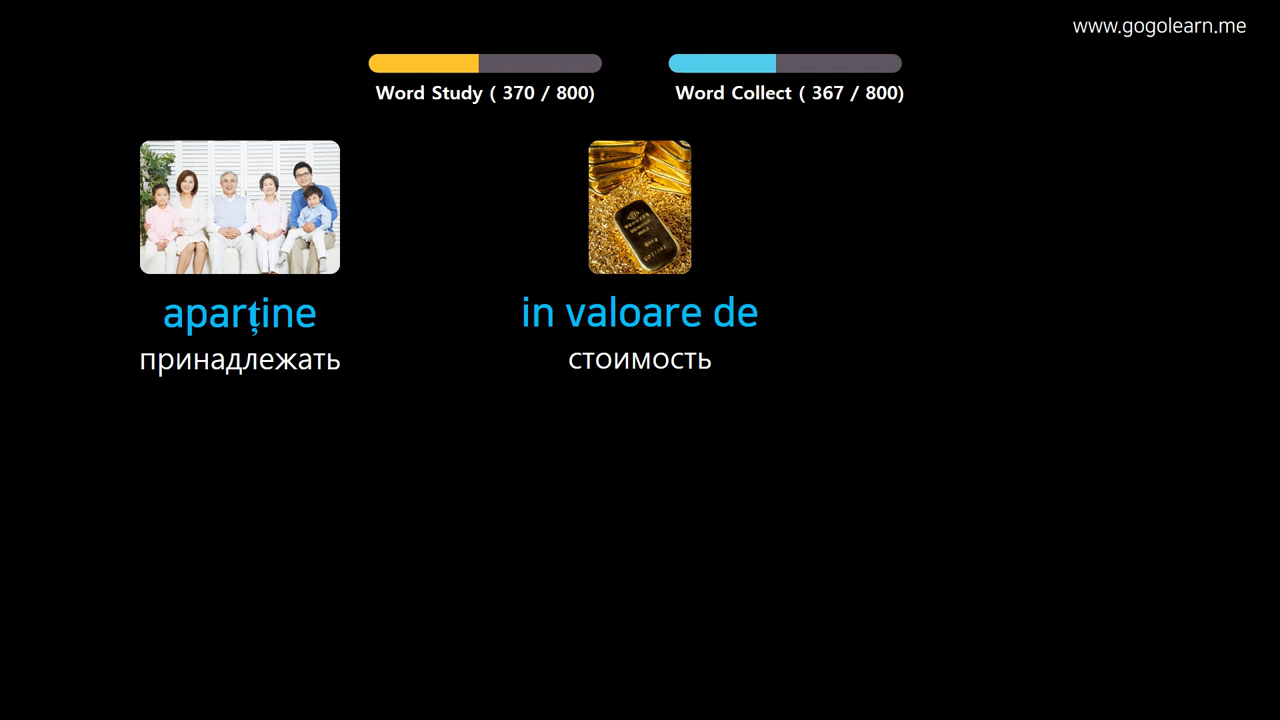 www.gogolearn.me
Word Study ( 370 / 800)
Word Collect ( 367 / 800)
aparține
in valoare de
принадлежать
стоимость